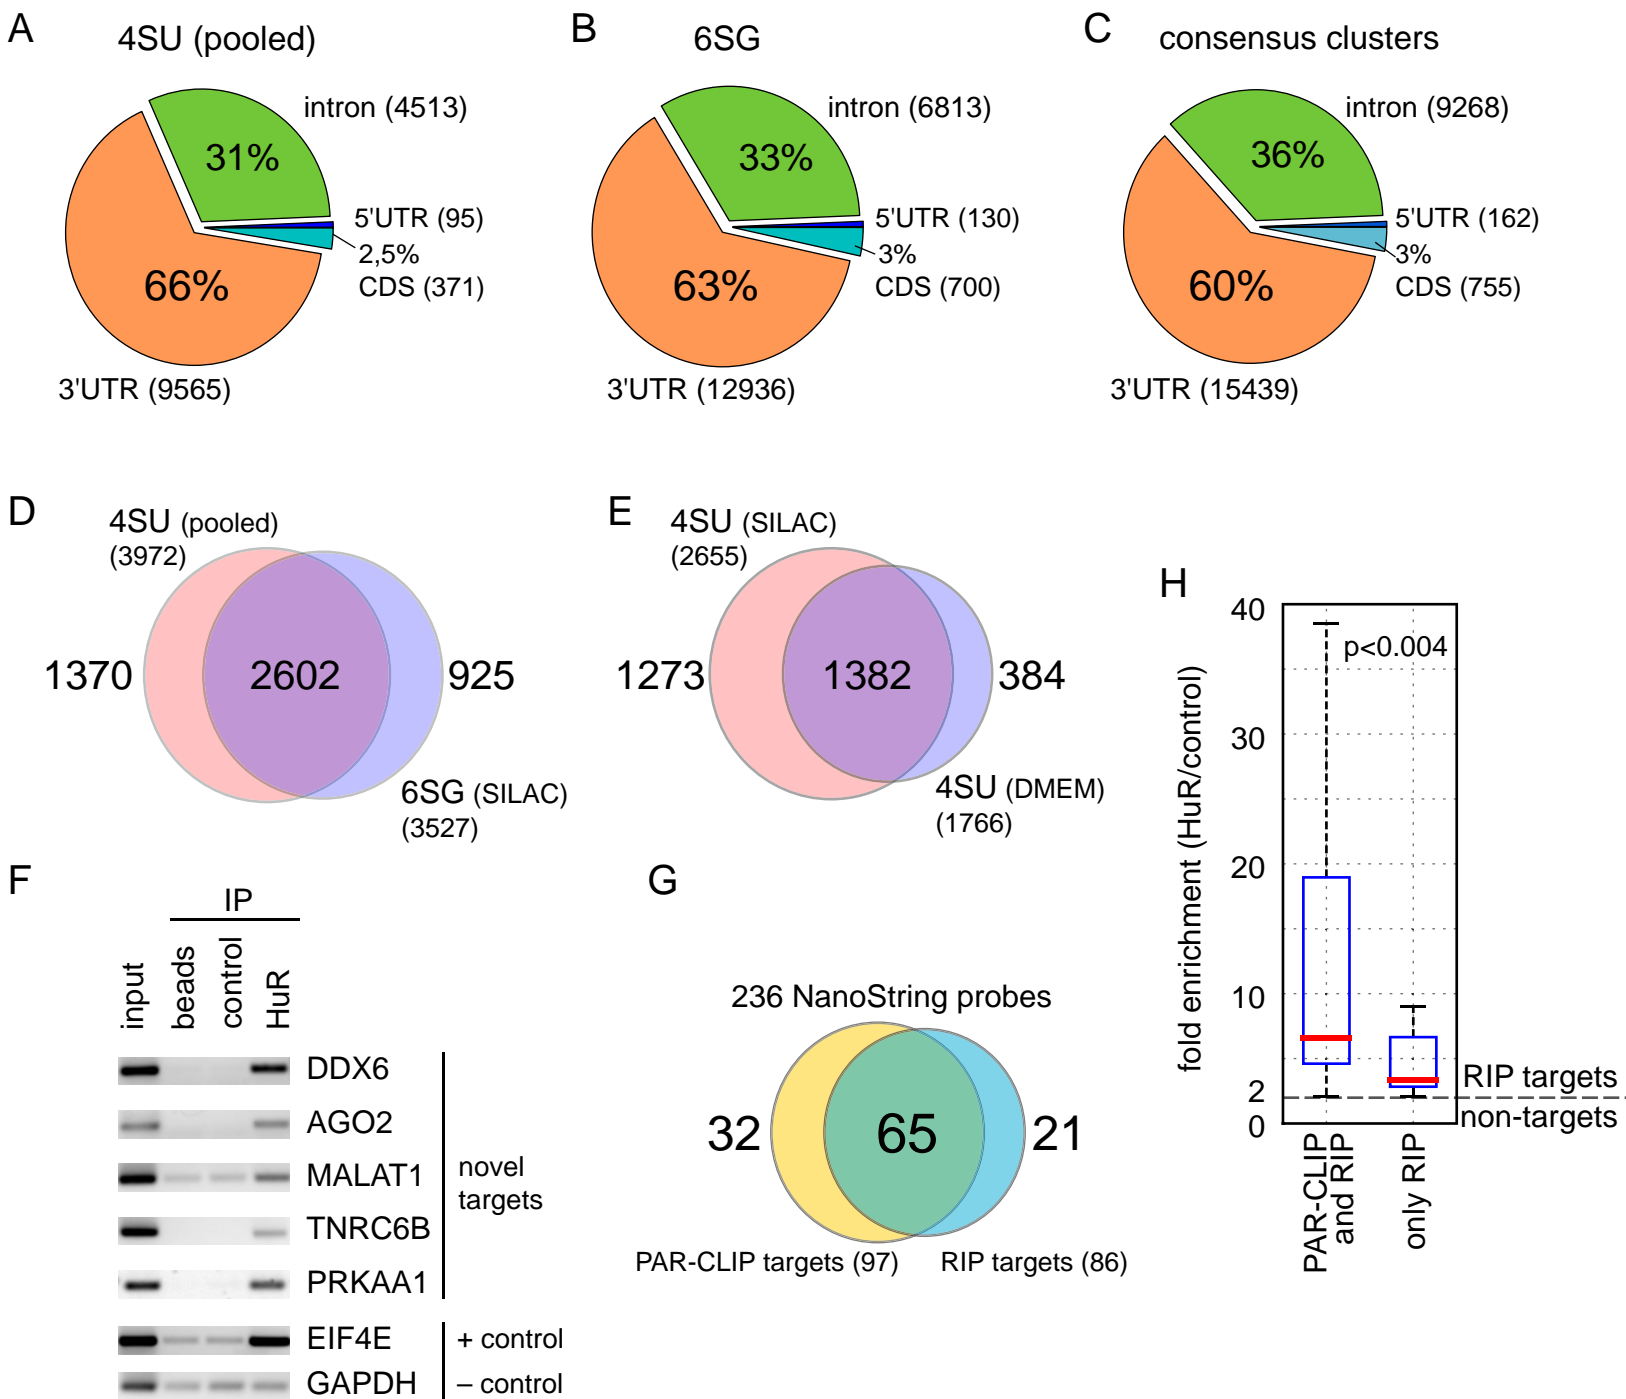 A
4SU (pooled)
intron (4513)
31%
5'UTR (95)
2,5%
CDS (371)
66%
3'UTR (9565)
B
6SG
intron (6813)
33%
5'UTR (130)
3%
CDS (700)
63%
3'UTR (12936)
C
consensus clusters
intron (9268)
36%
5'UTR (162)
3%
CDS (755)
60%
3'UTR (15439)
D
4SU (pooled)
(3972)
1370
2602
925
6SG (SILAC)
(3527)
E
4SU (SILAC)
(2655)
1273
1382
384
4SU (DMEM)
(1766)
F
IP
input
beads
control
HuR
DDX6
AGO2
MALAT1
TNRC6B
PRKAA1
novel
targets
EIF4E
+ control
GAPDH
– control
G
236 NanoString probes
32
65
21
PAR-CLIP targets (97)
RIP targets (86)
H
fold enrichment (HuR/control)
40
30
20
10
2
0
p<0.004
RIP targets
non-targets
PAR-CLIP
and RIP
only RIP